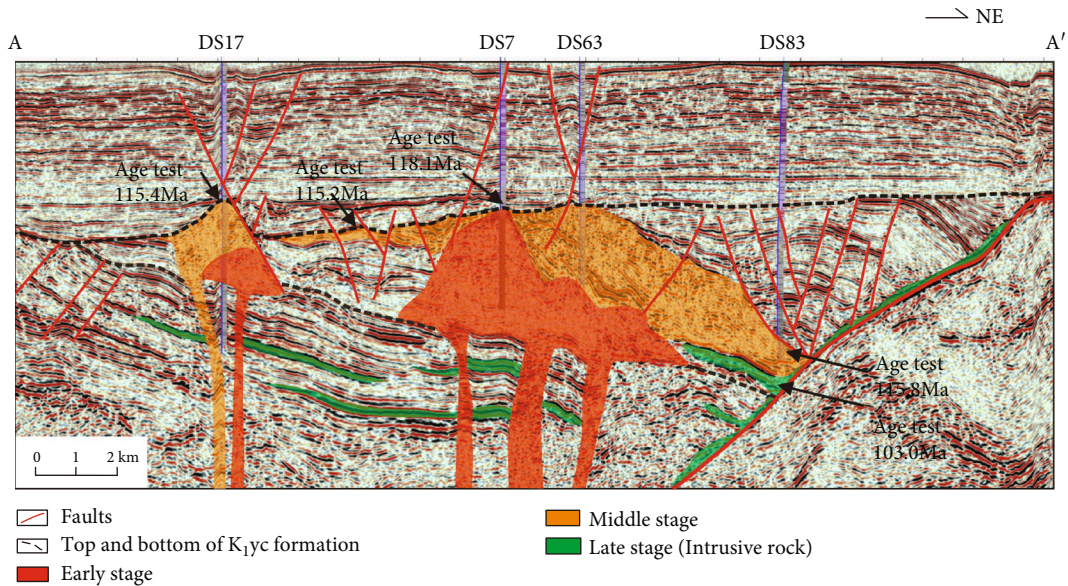 NE
A DS17 DS7 DS63 DS83 A′
Age test
118.1Ma
Age test
115.4Ma
Age test
115.2Ma
Age test
115.8Ma
Age test
103.0Ma
0 1 2 km
Faults
Top and bottom of K₁yc formation
Early stage
Middle stage
Late stage (Intrusive rock)